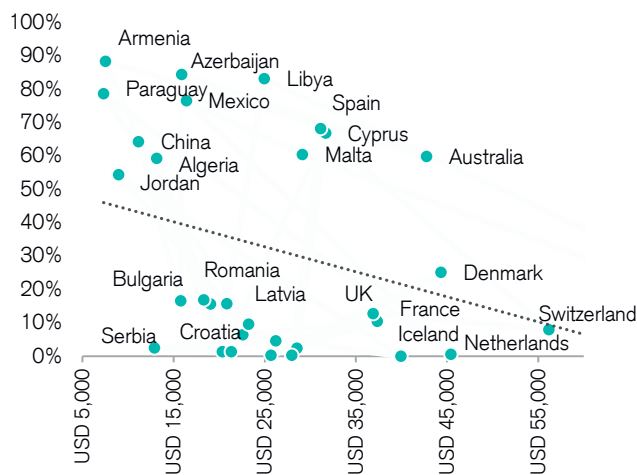 100%
Armenia
90%
Azerbaijan
80%
Libya
Paraguay
Mexico
Spain
70%
Cyprus
China
60%
Algeria
Malta
Australia
Jordan
50%
40%
30%
Bulgaria
Romania
Denmark
20%
Latvia
UK
France
Switzerland
10%
Serbia
Croatia
Iceland
Netherlands
0%
USD 5,000
USD 15,000
USD 25,000
USD 35,000
USD 45,000
USD 55,000